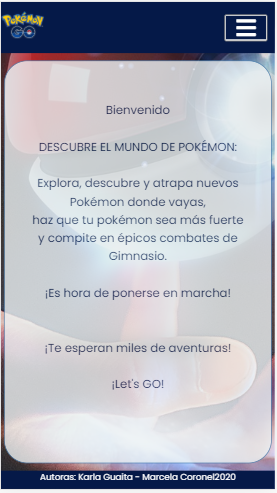 Pokémon
GO
Bienvenido
DESCUBRE EL MUNDO DE POKÉMON:
Explora, descubre y atrapa nuevos
Pokémon donde vayas,
haz que tu pokémon sea más fuerte
y compite en épicos combates de
Gimnasio.
¡Es hora de ponerse en marcha!
¡Te esperan miles de aventuras!
¡Let's GO!
Autoras: Karla Guaita - Marcela Coronel2020